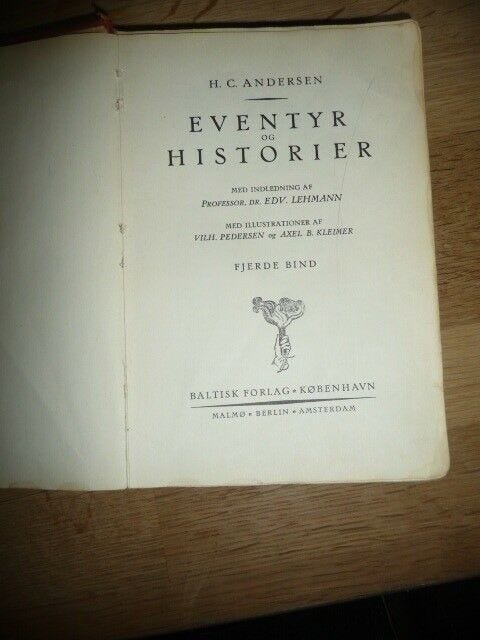 H. C. ANDERSEN
EVENTYR
OG
HISTORIER
MED INDLEDNING AF
PROFESSOR, DR. EDV. LEHMANN
MED ILLUSTRATIONER AF
VILH. PEDERSEN og AXEL B. KLEIMER
FJERDE BIND
BALTISK FORLAG ⋆ KØBENHAVN
MALMØ ⋆ BERLIN ⋆ AMSTERDAM